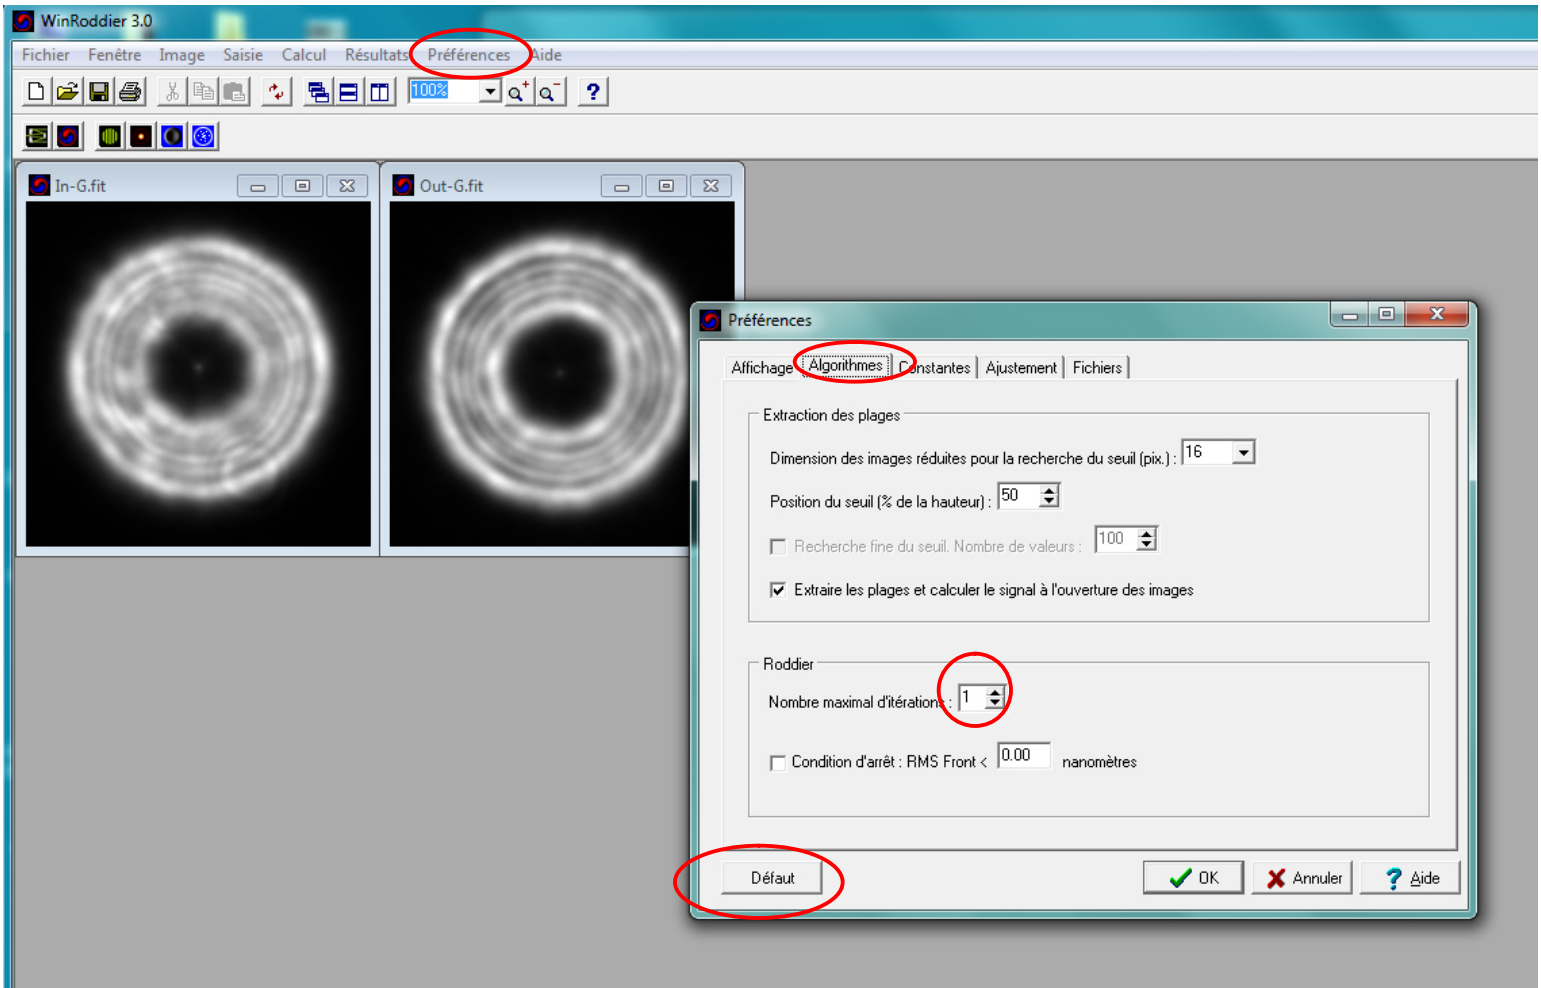 WinRoddier 3.0
Fichier Fenêtre Image Saisie Calcul Résultats Préférences Aide
100%
In-G.fit
Out-G.fit
Préférences
Affichage Algorithmes Constantes Ajustement Fichiers
Extraction des plages
Dimension des images réduites pour la recherche du seuil (pix.) : 16
Position du seuil (% de la hauteur) : 50
Recherche fine du seuil. Nombre de valeurs : 100
Extraire les plages et calculer le signal à l'ouverture des images
Roddier
Nombre maximal d'itérations : 1
Condition d'arrêt : RMS Front < 0.00 nanomètres
Défaut OK Annuler ? Aide